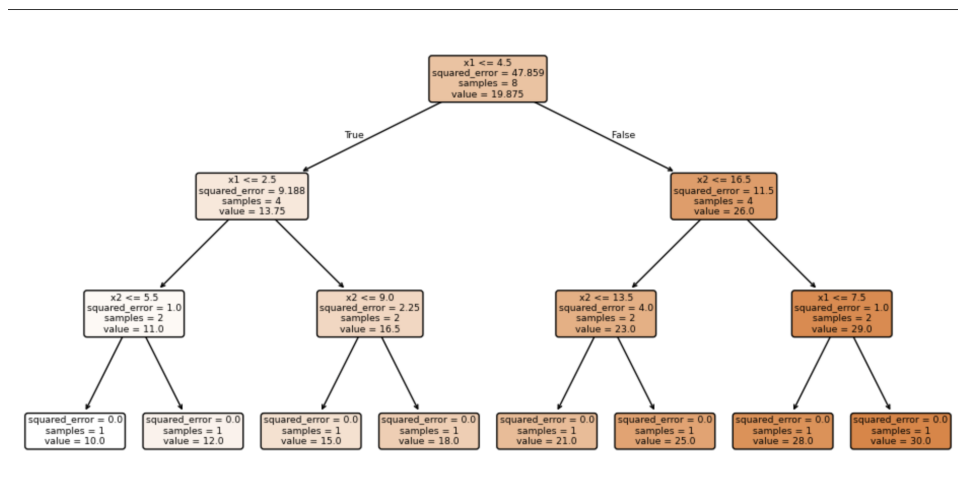 x1 <= 4.5
squared_error = 47.859
samples = 8
value = 19.875
True
False
x1 <= 2.5
squared_error = 9.188
samples = 4
value = 13.75
x2 <= 16.5
squared_error = 11.5
samples = 4
value = 26.0
x2 <= 5.5
squared_error = 1.0
samples = 2
value = 11.0
x2 <= 9.0
squared_error = 2.25
samples = 2
value = 16.5
x2 <= 13.5
squared_error = 4.0
samples = 2
value = 23.0
x1 <= 7.5
squared_error = 1.0
samples = 2
value = 29.0
squared_error = 0.0
samples = 1
value = 10.0
squared_error = 0.0
samples = 1
value = 12.0
squared_error = 0.0
samples = 1
value = 15.0
squared_error = 0.0
samples = 1
value = 18.0
squared_error = 0.0
samples = 1
value = 21.0
squared_error = 0.0
samples = 1
value = 25.0
squared_error = 0.0
samples = 1
value = 28.0
squared_error = 0.0
samples = 1
value = 30.0